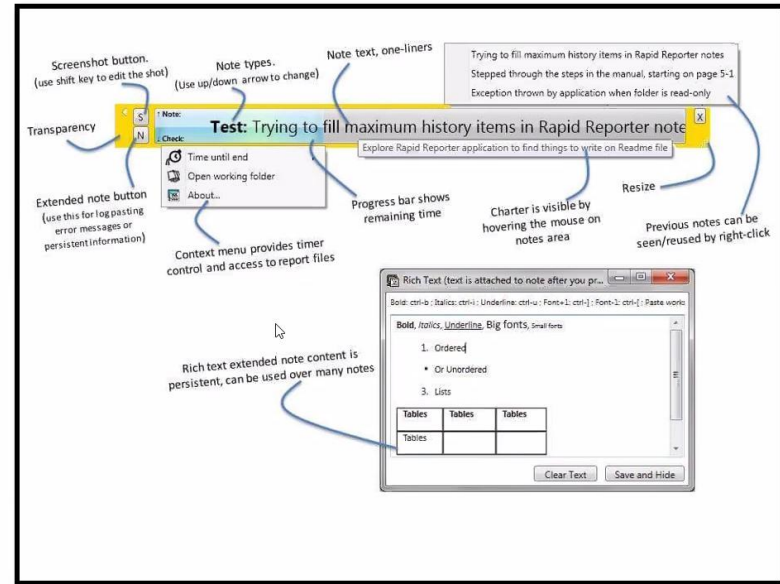 Screenshot button.
(use shift key to edit the shot)
Note types.
(Use up/down arrow to change)
Note text, one-liners
Trying to fill maximum history items in Rapid Reporter notes
Stepped through the steps in the manual, starting on page 5-1
Exception thrown by application when folder is read-only
Transparency
S
N
↑ Note:
Test: Trying to fill maximum history items in Rapid Reporter note
↓ Check:
X
Explore Rapid Reporter application to find things to write on Readme file
Time until end
Open working folder
About...
Extended note button
(use this for log pasting
error messages or
persistent information)
Context menu provides timer
control and access to report files
Progress bar shows
remaining time
Charter is visible by
hovering the mouse on
notes area
Resize
Previous notes can be
seen/reused by right-click
Rich Text (text is attached to note after you pr...
Bold: ctrl-b ; Italics: ctrl-i ; Underline: ctrl-u ; Font+1: ctrl-] ; Font-1: ctrl-[ ; Paste works
Bold, Italics, Underline, Big fonts, Small fonts
1. Ordered
• Or Unordered
3. Lists
Tables Tables Tables
Tables
Clear Text Save and Hide
Rich text extended note content is
persistent, can be used over many notes